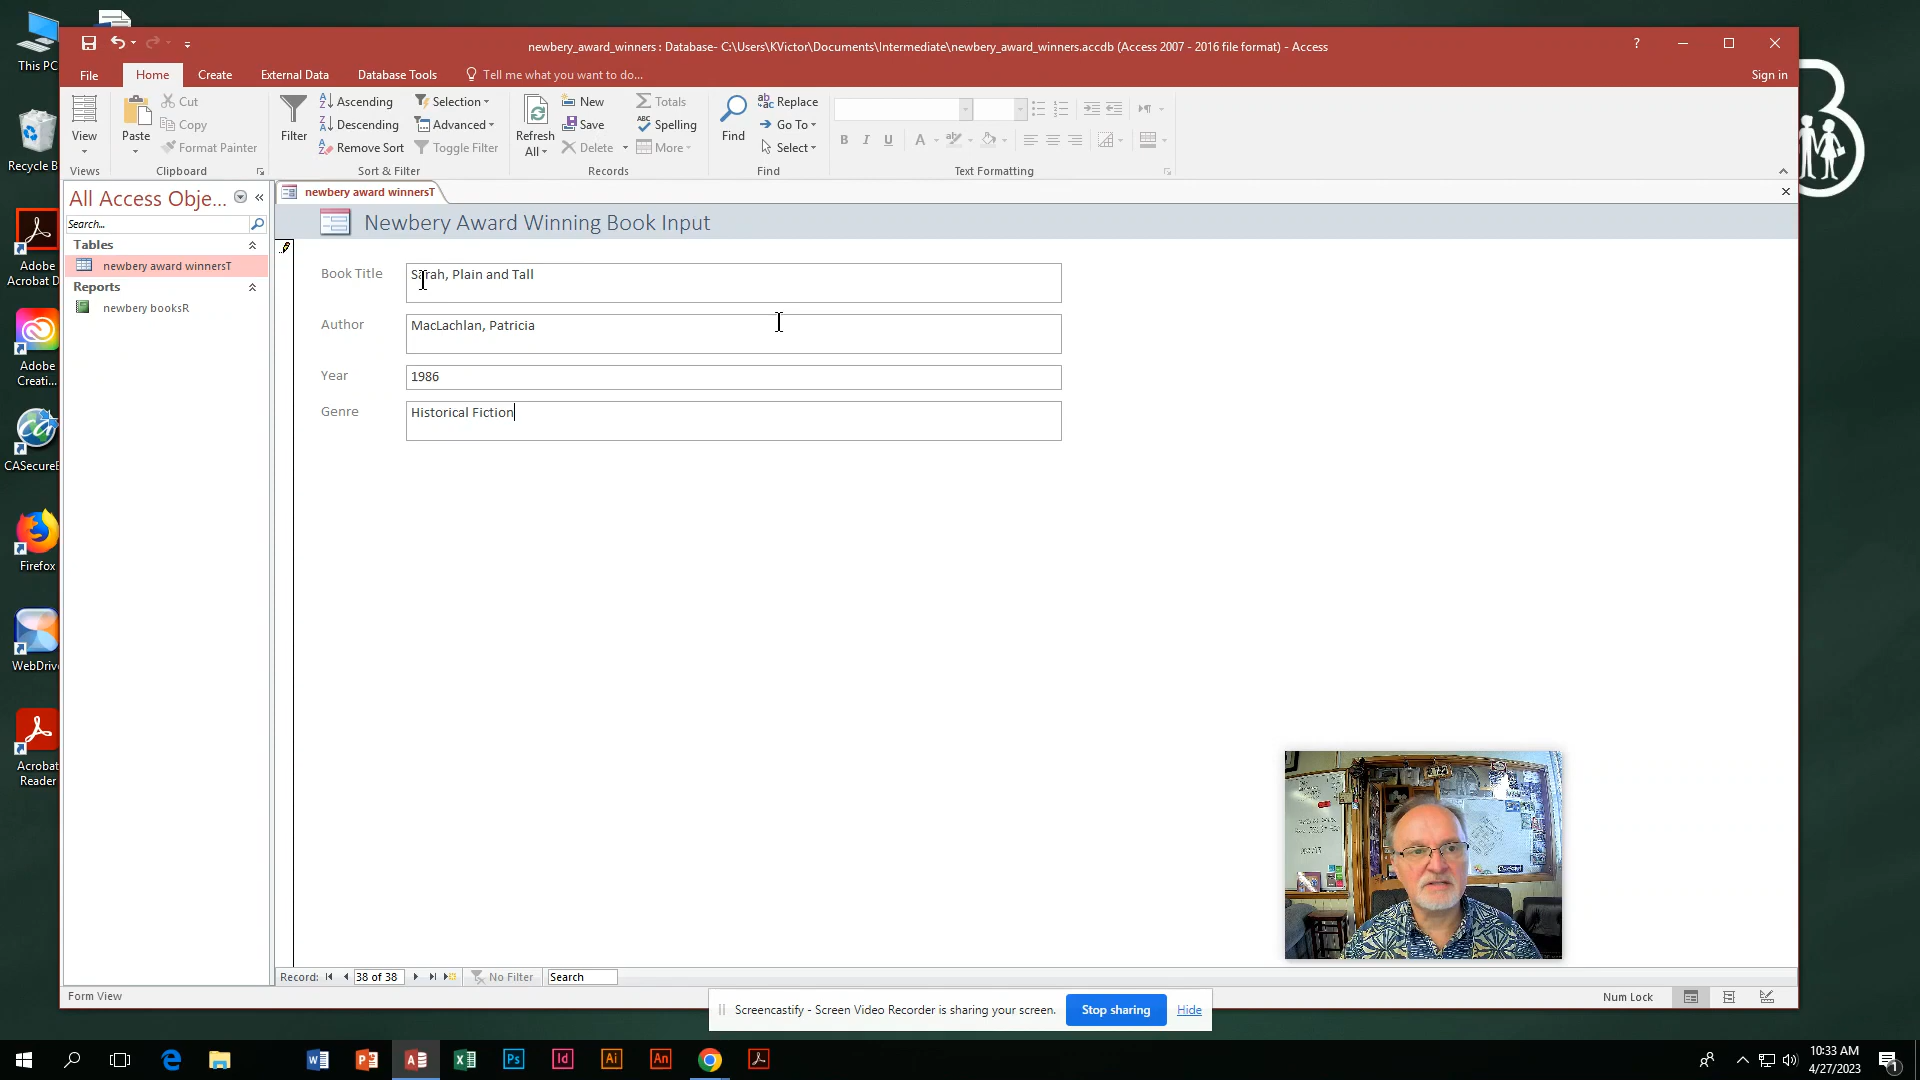 This PC
newbery_award_winners : Database- C:\Users\KVictor\Documents\Intermediate\newbery_award_winners.accdb (Access 2007 - 2016 file format) - Access
?
File
Home
Create
External Data
Database Tools
Tell me what you want to do...
Sign in
View
Paste
Cut
Copy
Format Painter
Filter
Ascending
Descending
Remove Sort
Selection
Advanced
Toggle Filter
Refresh
All
New
Save
Delete
Totals
Spelling
More
Find
Replace
Go To
Select
B I U A
Views
Clipboard
Sort & Filter
Records
Find
Text Formatting
Recycle B
Adobe
Acrobat D
Adobe
Creati...
CASecureB
Firefox
WebDrive
Acrobat
Reader
All Access Obje...
Search..
Tables
newbery award winnersT
Reports
newbery booksR
newbery award winnersT
Newbery Award Winning Book Input
Book Title
Sarah, Plain and Tall
Author
MacLachlan, Patricia
Year
1986
Genre
Historical Fiction
Record:
38 of 38
No Filter
Search
Form View
Num Lock
Screencastify - Screen Video Recorder is sharing your screen.
Stop sharing
Hide
10:33 AM
4/27/2023
1